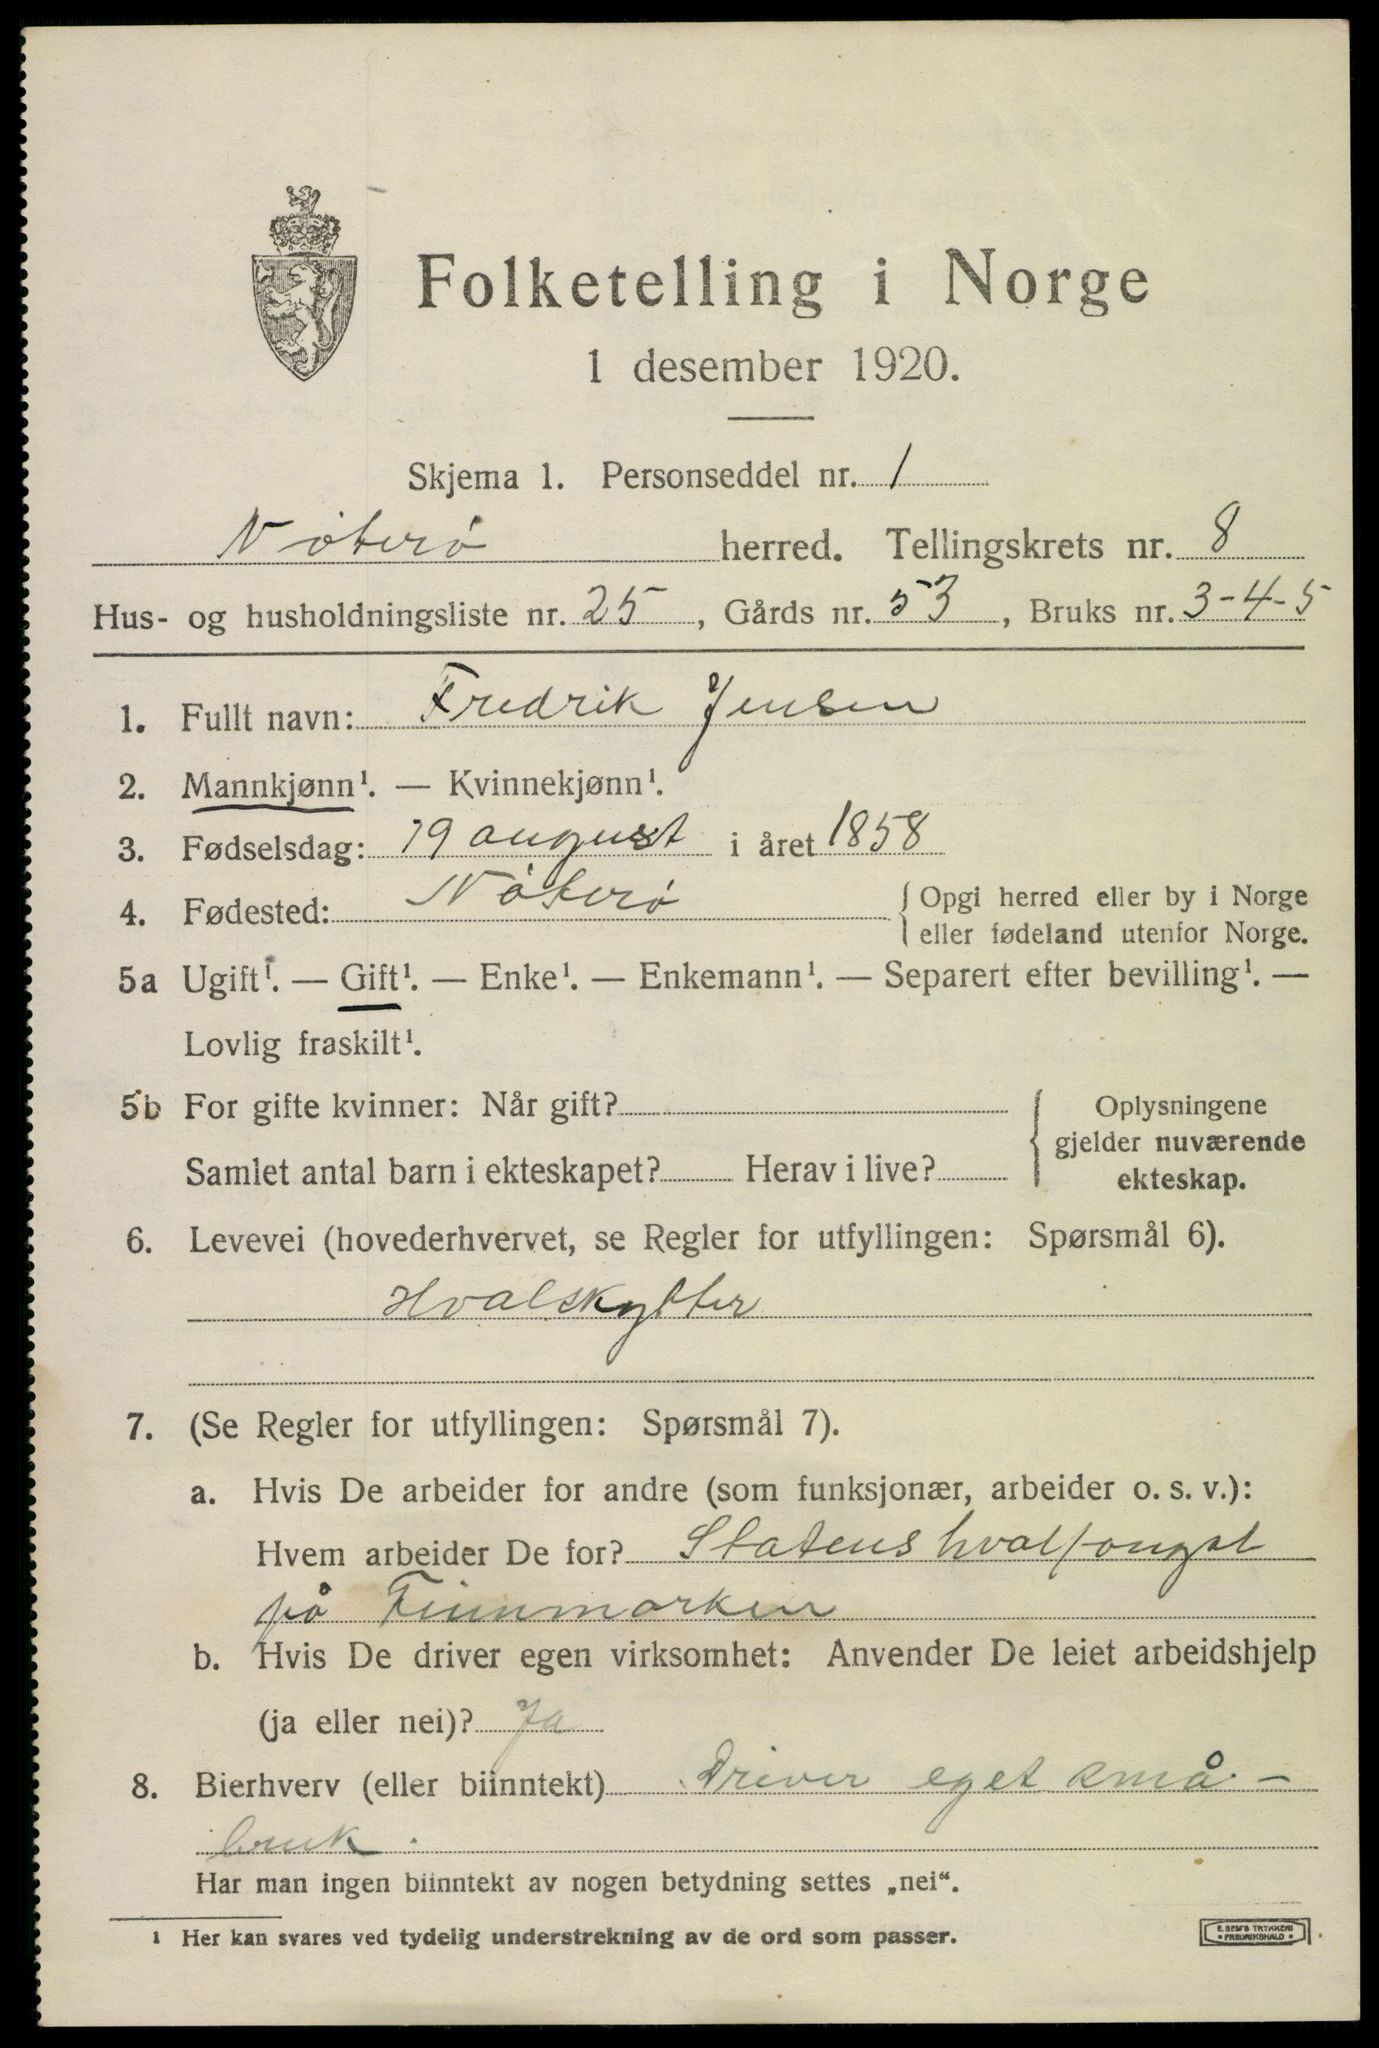 Folketelling i Norge
1 desember 1920.
Skjema 1. Personseddel nr. 1
Nøterø herred. Tellingskrets nr. 8
Hus- og husholdningsliste nr. 25, Gårds nr. 53, Bruks nr. 3-4-5
1. Fullt navn: Fredrik Jensen
2. Mannkjønn¹. — Kvinnekjønn¹.
3. Fødselsdag: 19 august i året 1858
4. Fødested: Nøterø { Opgi herred eller by i Norge
eller fødeland utenfor Norge.
5a Ugift¹. — Gift¹. — Enke¹. — Enkemann¹. — Separert efter bevilling¹. —
Lovlig fraskilt¹.
5b For gifte kvinner: Når gift? { Oplysningene
gjelder nuværende
Samlet antal barn i ekteskapet? Herav i live?
ekteskap.
6. Levevei (hovederhvervet, se Regler for utfyllingen: Spørsmål 6).
Hvalskytter
7. (Se Regler for utfyllingen: Spørsmål 7).
a. Hvis De arbeider for andre (som funksjonær, arbeider o. s. v.):
Hvem arbeider De for? Statens hvalfangst
på Finnmarken
b. Hvis De driver egen virksomhet: Anvender De leiet arbeidshjelp
(ja eller nei)? Ja
8. Bierhverv (eller biinntekt) Driver eget små-
bruk.
Har man ingen biinntekt av nogen betydning settes „nei“.
¹ Her kan svares ved tydelig understrekning av de ord som passer.
E. SEM'S TRYKKERI
• FREDRIKSHALD •